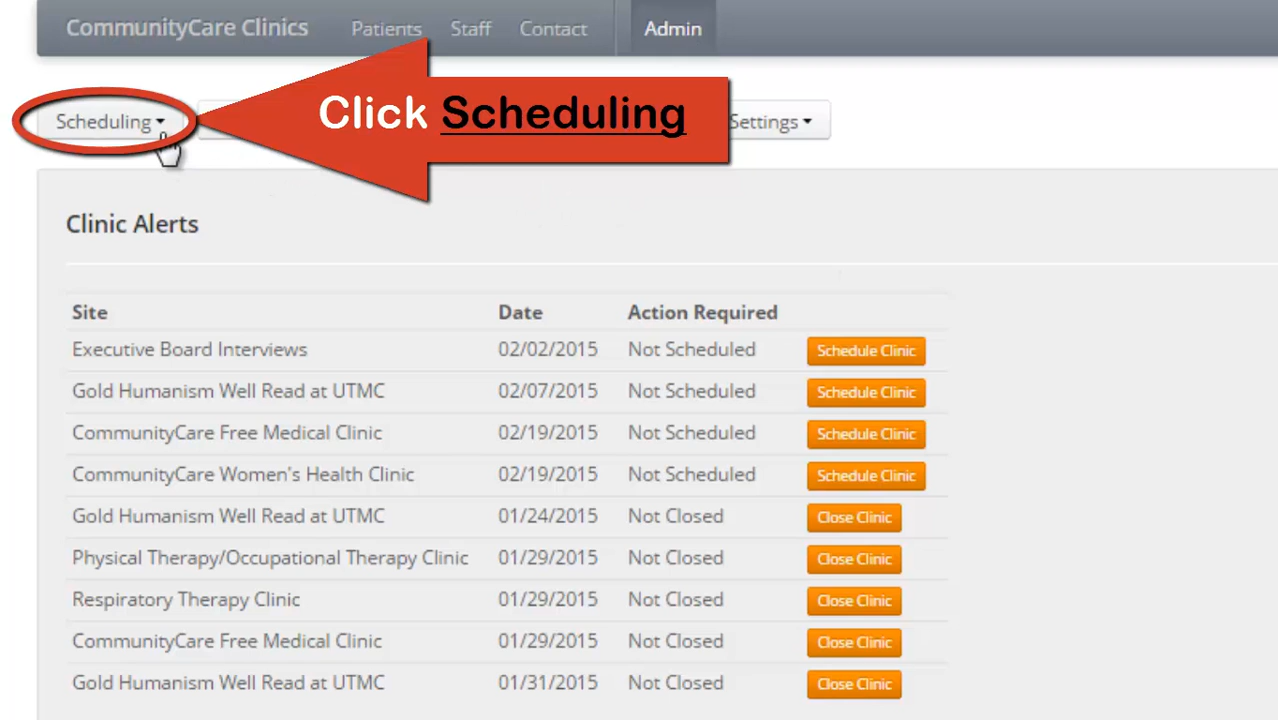 CommunityCare Clinics Patients Staff Contact Admin
Scheduling Click Scheduling Settings
Clinic Alerts
Site Date Action Required
Executive Board Interviews 02/02/2015 Not Scheduled Schedule Clinic
Gold Humanism Well Read at UTMC 02/07/2015 Not Scheduled Schedule Clinic
CommunityCare Free Medical Clinic 02/19/2015 Not Scheduled Schedule Clinic
CommunityCare Women's Health Clinic 02/19/2015 Not Scheduled Schedule Clinic
Gold Humanism Well Read at UTMC 01/24/2015 Not Closed Close Clinic
Physical Therapy/Occupational Therapy Clinic 01/29/2015 Not Closed Close Clinic
Respiratory Therapy Clinic 01/29/2015 Not Closed Close Clinic
CommunityCare Free Medical Clinic 01/29/2015 Not Closed Close Clinic
Gold Humanism Well Read at UTMC 01/31/2015 Not Closed Close Clinic